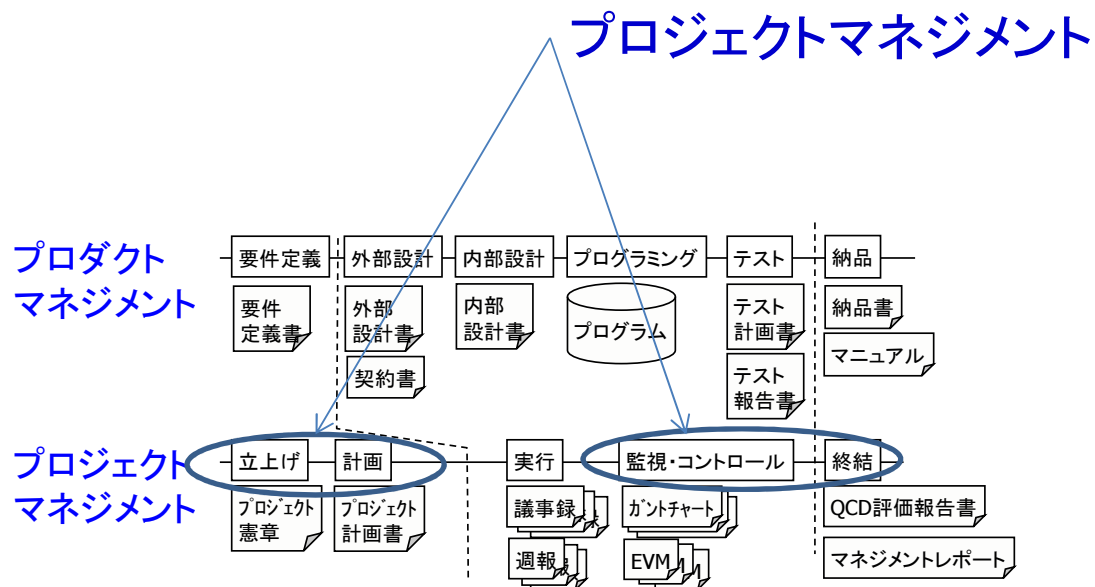 プロジェクトマネジメント
プロダクト
マネジメント
要件定義
外部設計
内部設計
プログラミング
テスト
納品
要件
定義書
外部
設計書
契約書
内部
設計書
プログラム
テスト
計画書
テスト
報告書
納品書
マニュアル
プロジェクト
マネジメント
立上げ
計画
実行
監視・コントロール
終結
プロジェクト
憲章
プロジェクト
計画書
議事録
週報
ガントチャート
EVM
QCD評価報告書
マネジメントレポート